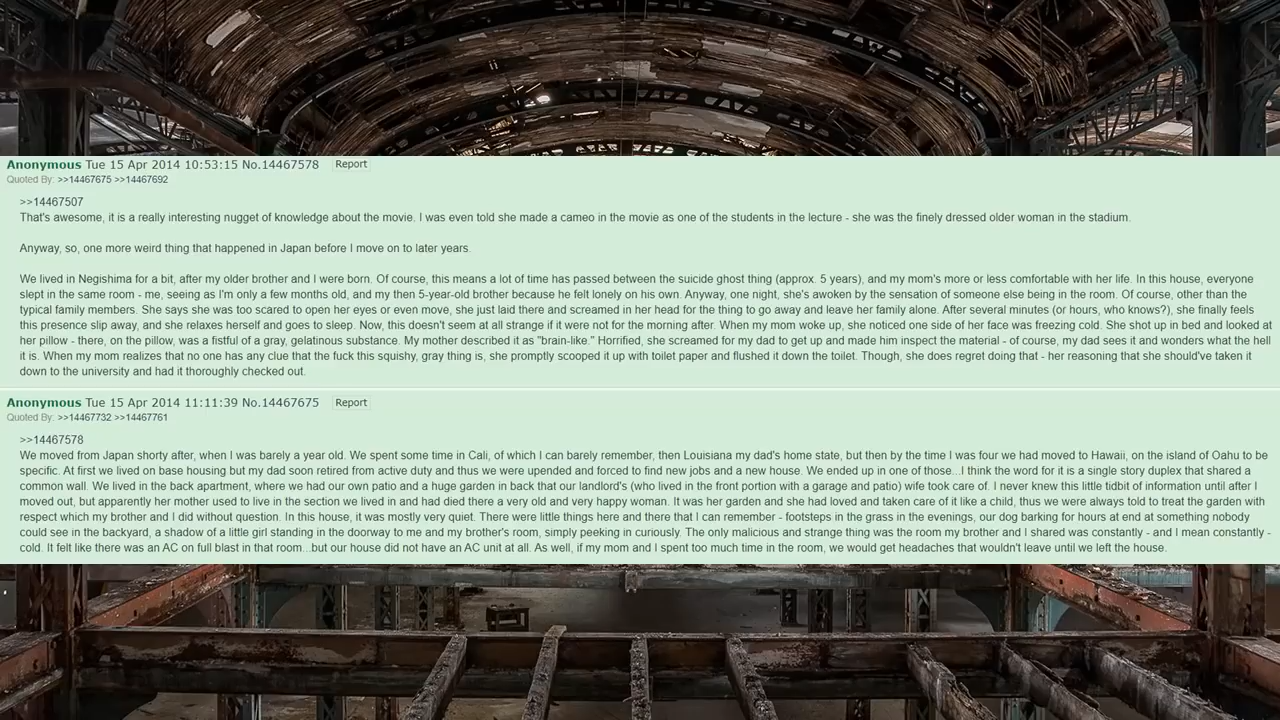 Anonymous Tue 15 Apr 2014 10:53:15 No.14467578 Report
Quoted By: >>14467675 >>14467692
>>14467507
That's awesome, it is a really interesting nugget of knowledge about the movie. I was even told she made a cameo in the movie as one of the students in the lecture - she was the finely dressed older woman in the stadium.
Anyway, so, one more weird thing that happened in Japan before I move on to later years.
We lived in Negishima for a bit, after my older brother and I were born. Of course, this means a lot of time has passed between the suicide ghost thing (approx. 5 years), and my mom's more or less comfortable with her life. In this house, everyone
slept in the same room - me, seeing as I'm only a few months old, and my then 5-year-old brother because he felt lonely on his own. Anyway, one night, she's awoken by the sensation of someone else being in the room. Of course, other than the
typical family members. She says she was too scared to open her eyes or even move, she just laid there and screamed in her head for the thing to go away and leave her family alone. After several minutes (or hours, who knows?), she finally feels
this presence slip away, and she relaxes herself and goes to sleep. Now, this doesn't seem at all strange if it were not for the morning after. When my mom woke up, she noticed one side of her face was freezing cold. She shot up in bed and looked at
her pillow - there, on the pillow, was a fistful of a gray, gelatinous substance. My mother described it as "brain-like." Horrified, she screamed for my dad to get up and made him inspect the material - of course, my dad sees it and wonders what the hell
it is. When my mom realizes that no one has any clue that the fuck this squishy, gray thing is, she promptly scooped it up with toilet paper and flushed it down the toilet. Though, she does regret doing that - her reasoning that she should've taken it
down to the university and had it thoroughly checked out.
Anonymous Tue 15 Apr 2014 11:11:39 No.14467675 Report
Quoted By: >>14467732 >>14467761
>>14467578
We moved from Japan shorty after, when I was barely a year old. We spent some time in Cali, of which I can barely remember, then Louisiana my dad's home state, but then by the time I was four we had moved to Hawaii, on the island of Oahu to be
specific. At first we lived on base housing but my dad soon retired from active duty and thus we were upended and forced to find new jobs and a new house. We ended up in one of those...I think the word for it is a single story duplex that shared a
common wall. We lived in the back apartment, where we had our own patio and a huge garden in back that our landlord's (who lived in the front portion with a garage and patio) wife took care of. I never knew this little tidbit of information until after I
moved out, but apparently her mother used to live in the section we lived in and had died there a very old and very happy woman. It was her garden and she had loved and taken care of it like a child, thus we were always told to treat the garden with
respect which my brother and I did without question. In this house, it was mostly very quiet. There were little things here and there that I can remember - footsteps in the grass in the evenings, our dog barking for hours at end at something nobody
could see in the backyard, a shadow of a little girl standing in the doorway to me and my brother's room, simply peeking in curiously. The only malicious and strange thing was the room my brother and I shared was constantly - and I mean constantly -
cold. It felt like there was an AC on full blast in that room...but our house did not have an AC unit at all. As well, if my mom and I spent too much time in the room, we would get headaches that wouldn't leave until we left the house.